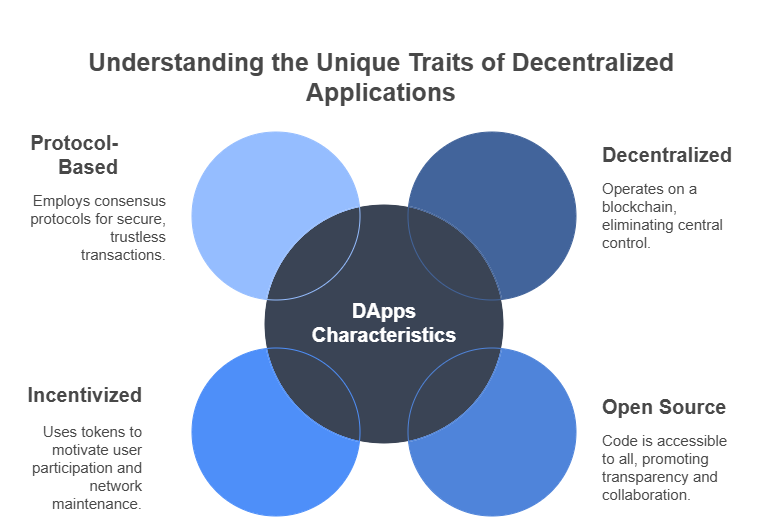 Understanding the Unique Traits of Decentralized
Applications
Protocol-
Based
Employs consensus
protocols for secure,
trustless
transactions.
Decentralized
Operates on a
blockchain,
eliminating central
control.
DApps
Characteristics
Incentivized
Uses tokens to
motivate user
participation and
network
maintenance.
Open Source
Code is accessible
to all, promoting
transparency and
collaboration.